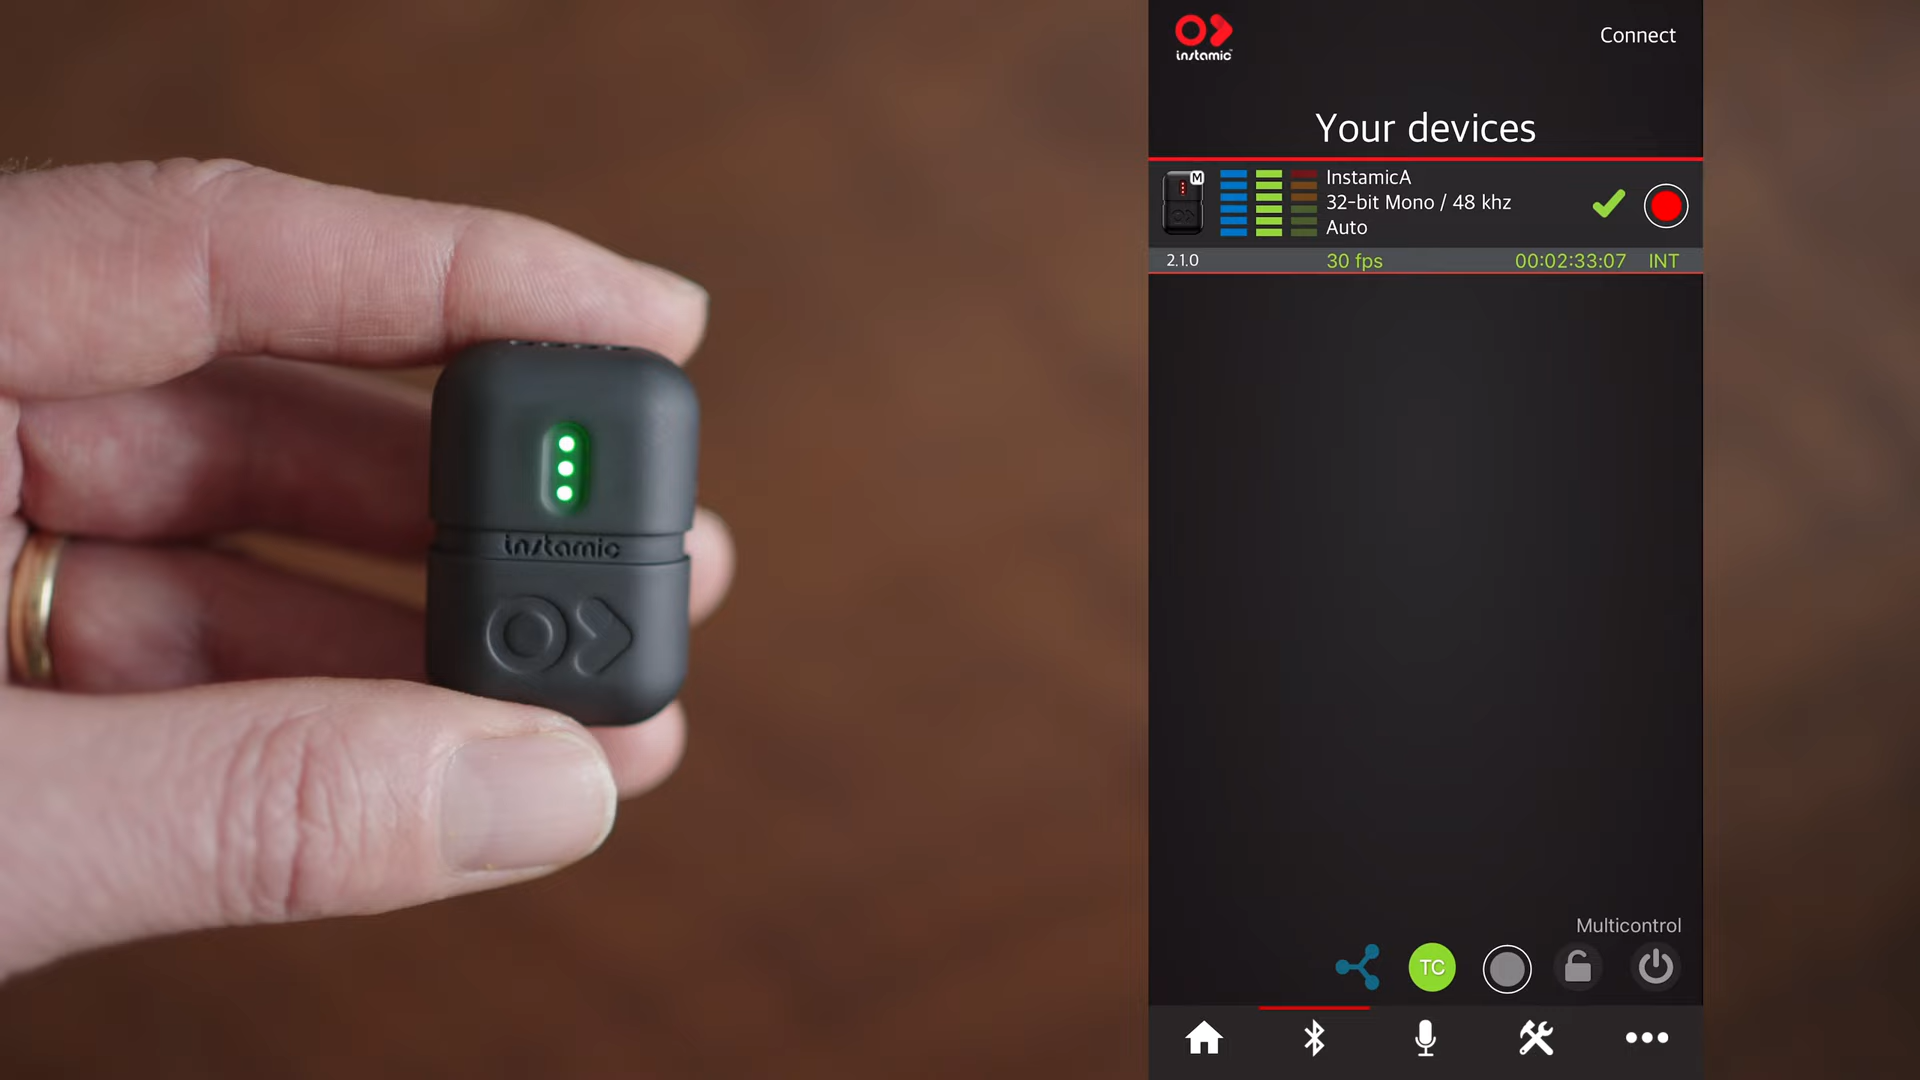 instamic
instamic
Connect
Your devices
M
InstamicA
32-bit Mono / 48 khz
Auto
2.1.0
30 fps
00:02:33:07
INT
Multicontrol
TC